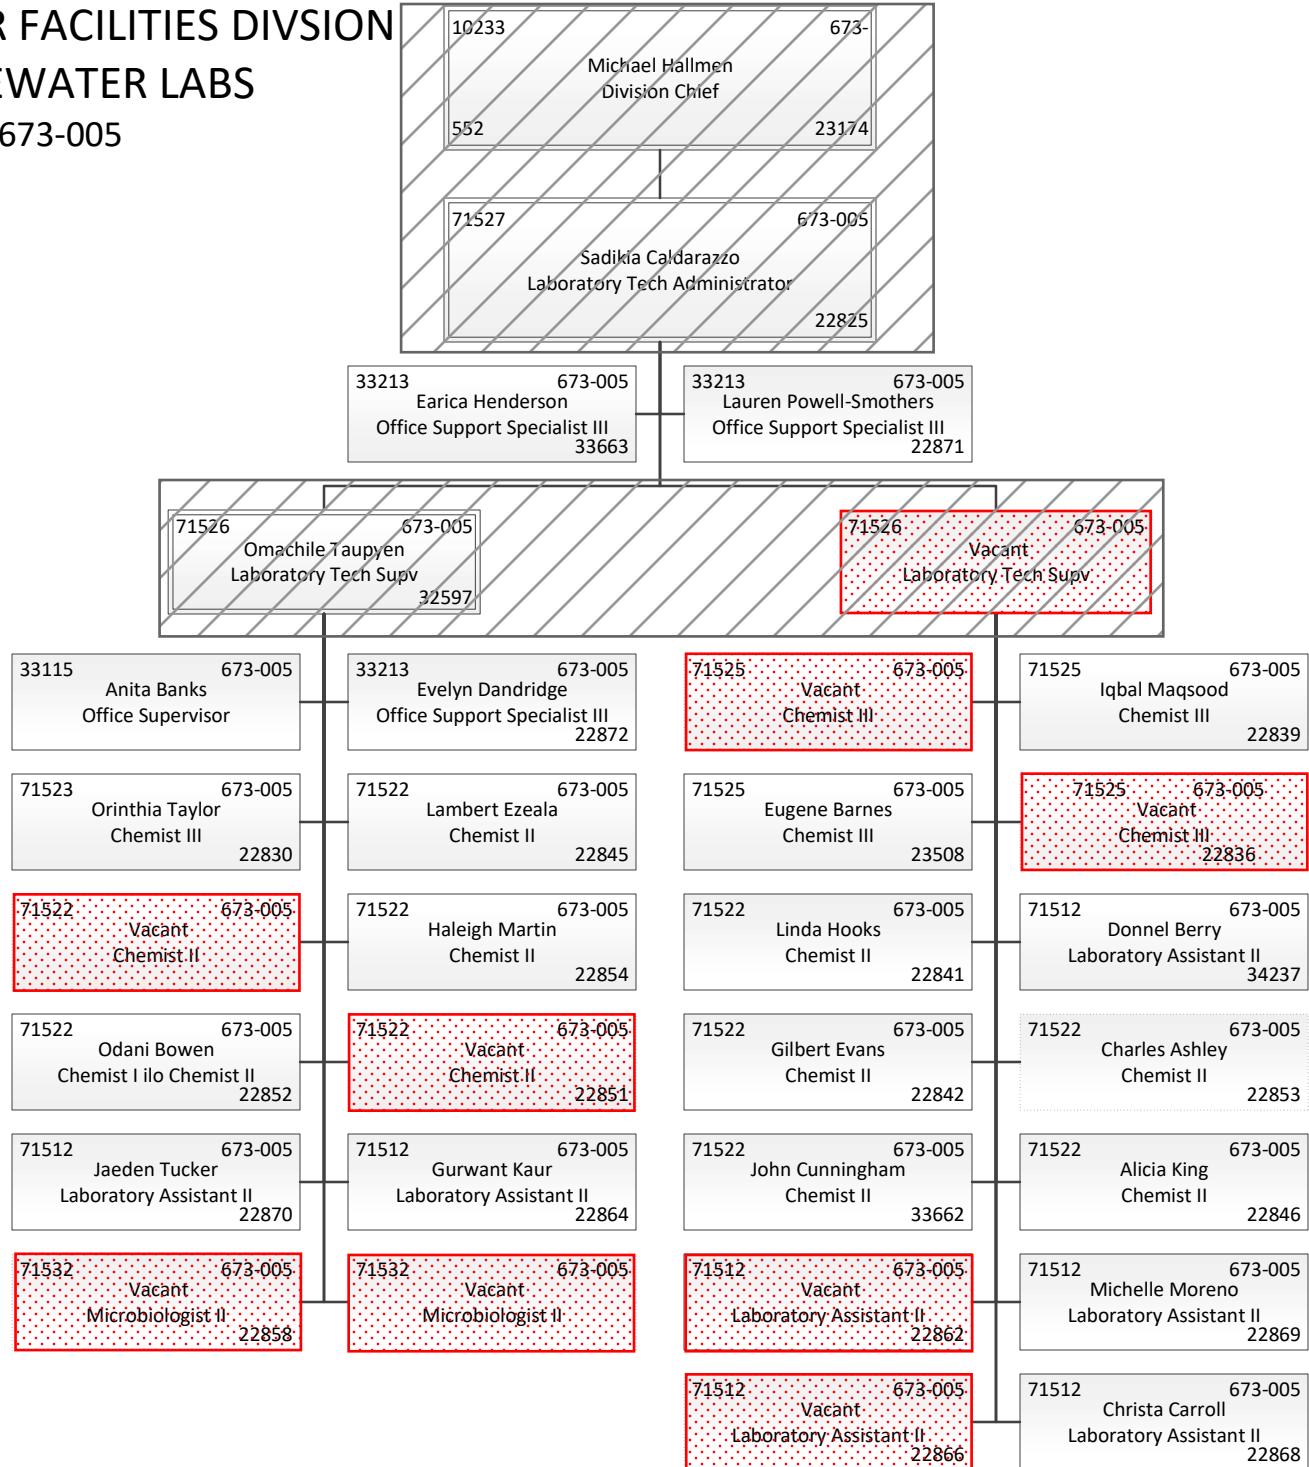 R FACILITIES DIVSION
EWATER LABS
673-005
10233 673-
Michael Hallmen
Division Chief
552 23174
71527 673-005
Sadikia Caldarazzo
Laboratory Tech Administrator
22825
33213 673-005
Earica Henderson
Office Support Specialist III
33663
33213 673-005
Lauren Powell-Smothers
Office Support Specialist III
22871
71526 673-005
Omachile Taupyen
Laboratory Tech Supv
32597
71526 673-005
Vacant
Laboratory Tech Supv
33115 673-005
Anita Banks
Office Supervisor
33213 673-005
Evelyn Dandridge
Office Support Specialist III
22872
71525 673-005
Vacant
Chemist III
71525 673-005
Iqbal Maqsood
Chemist III
22839
71523 673-005
Orinthia Taylor
Chemist III
22830
71522 673-005
Lambert Ezeala
Chemist II
22845
71525 673-005
Eugene Barnes
Chemist III
23508
71525 673-005
Vacant
Chemist III
22836
71522 673-005
Vacant
Chemist II
71522 673-005
Haleigh Martin
Chemist II
22854
71522 673-005
Linda Hooks
Chemist II
22841
71512 673-005
Donnel Berry
Laboratory Assistant II
34237
71522 673-005
Odani Bowen
Chemist I ilo Chemist II
22852
71522 673-005
Vacant
Chemist II
22851
71522 673-005
Gilbert Evans
Chemist II
22842
71522 673-005
Charles Ashley
Chemist II
22853
71512 673-005
Jaeden Tucker
Laboratory Assistant II
22870
71512 673-005
Gurwant Kaur
Laboratory Assistant II
22864
71522 673-005
John Cunningham
Chemist II
33662
71522 673-005
Alicia King
Chemist II
22846
71532 673-005
Vacant
Microbiologist II
22858
71532 673-005
Vacant
Microbiologist II
71512 673-005
Vacant
Laboratory Assistant II
22862
71512 673-005
Michelle Moreno
Laboratory Assistant II
22869
71512 673-005
Vacant
Laboratory Assistant II
22866
71512 673-005
Christa Carroll
Laboratory Assistant II
22868